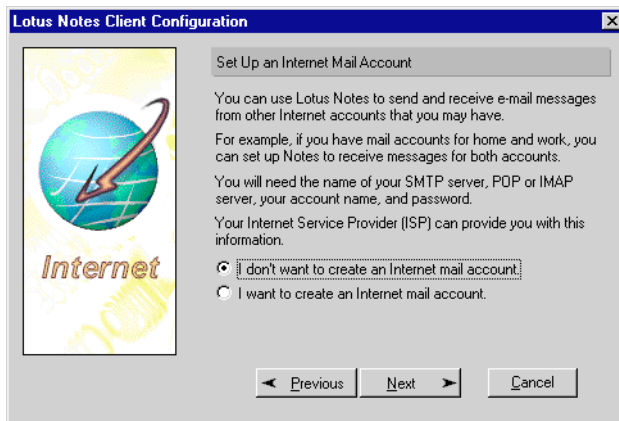 Lotus Notes Client Configuration
Set Up an Internet Mail Account
You can use Lotus Notes to send and receive e-mail messages
from other Internet accounts that you may have.
For example, if you have mail accounts for home and work, you
can set up Notes to receive messages for both accounts.
You will need the name of your SMTP server, POP or IMAP
server, your account name, and password.
Your Internet Service Provider (ISP) can provide you with this
information.
Internet
I don't want to create an Internet mail account.
I want to create an Internet mail account.
Previous Next Cancel